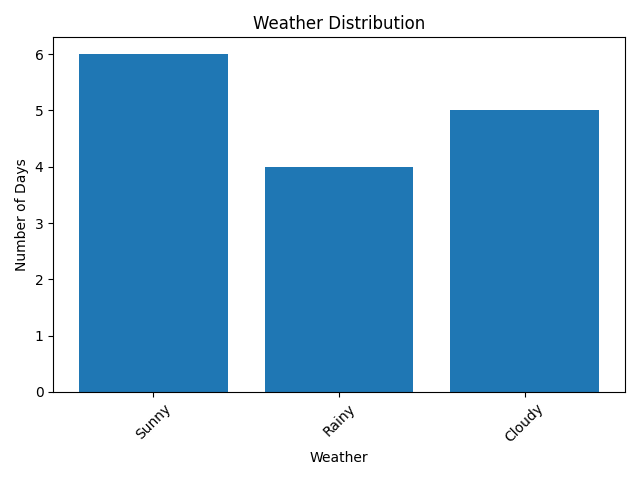 Weather Distribution
Number of Days
6
5
4
3
2
1
0
Sunny
Rainy
Cloudy
Weather